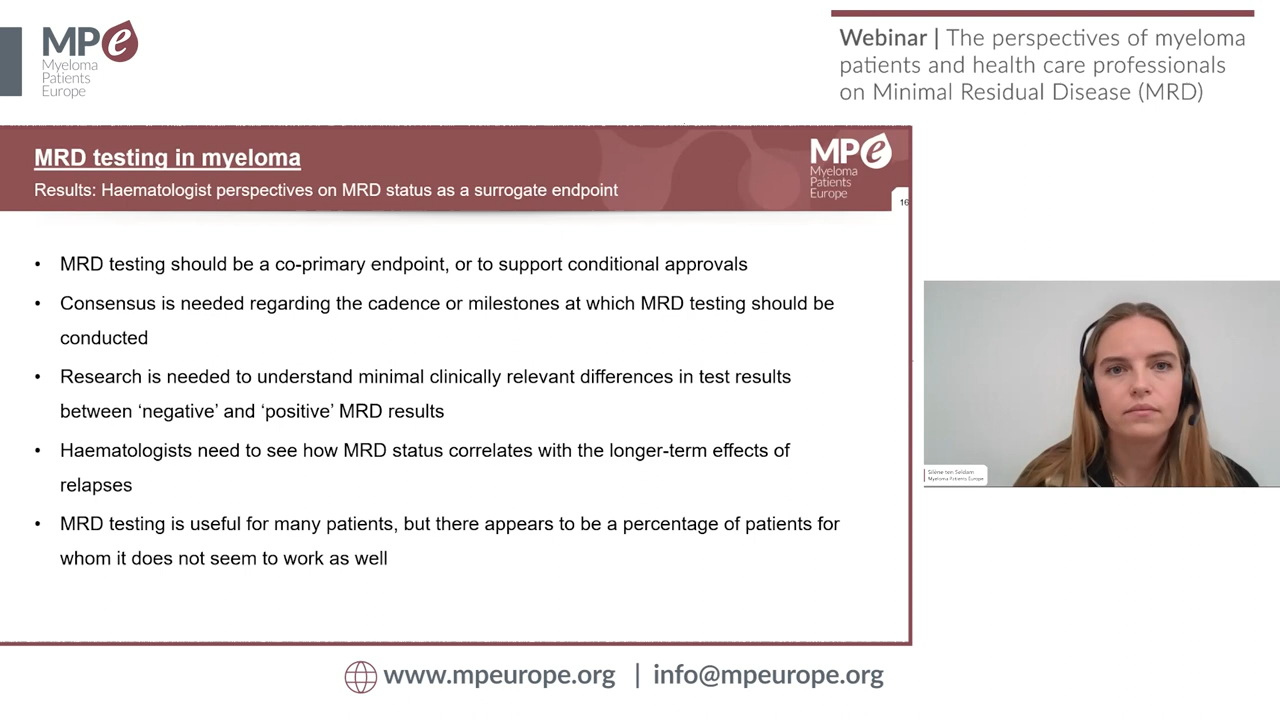 MPe
Myeloma
Patients
Europe
Webinar | The perspectives of myeloma
patients and health care professionals
on Minimal Residual Disease (MRD)
MRD testing in myeloma
Results: Haematologist perspectives on MRD status as a surrogate endpoint
MPe
Myeloma
Patients
Europe
16
• MRD testing should be a co-primary endpoint, or to support conditional approvals
• Consensus is needed regarding the cadence or milestones at which MRD testing should be
conducted
• Research is needed to understand minimal clinically relevant differences in test results
between ‘negative’ and ‘positive’ MRD results
• Haematologists need to see how MRD status correlates with the longer-term effects of
relapses
• MRD testing is useful for many patients, but there appears to be a percentage of patients for
whom it does not seem to work as well
Silène ten Seldam
Myeloma Patients Europe
www.mpeurope.org | info@mpeurope.org